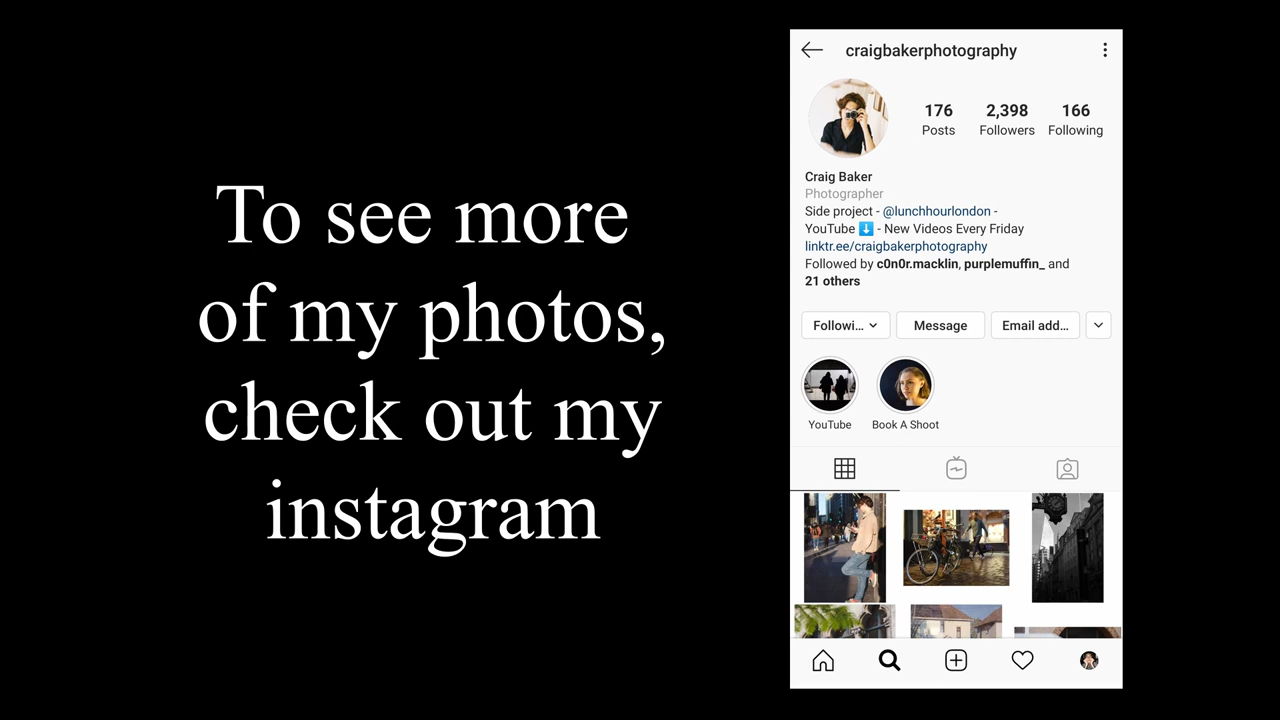 To see more
of my photos,
check out my
instagram
craigbakerphotography
176 2,398 166
Posts Followers Following
Craig Baker
Photographer
Side project - @lunchhourlondon -
YouTube ⬇️ - New Videos Every Friday
linktr.ee/craigbakerphotography
Followed by c0n0r.macklin, purplemuffin_ and
21 others
Followi... Message Email add...
YouTube Book A Shoot